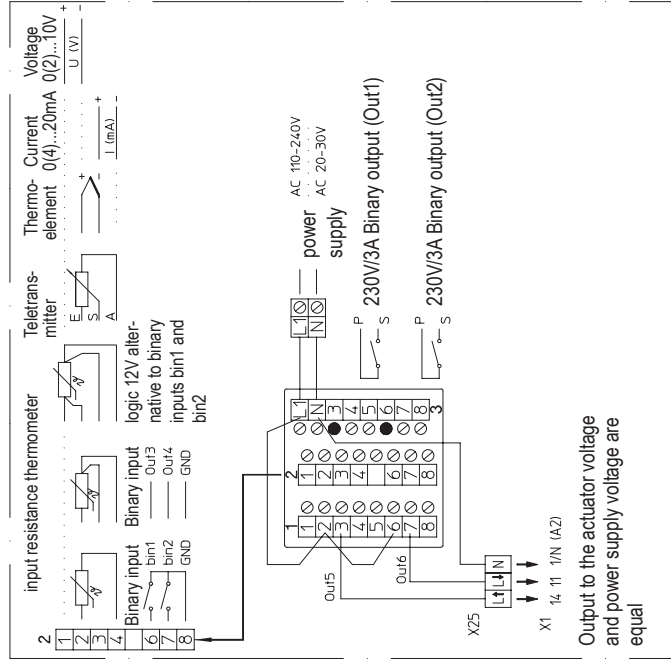 input resistance thermometer
Teletrans-
mitter
Thermo-
element
Current
0(4)...20mA
Voltage
0(2)...10V
E
S
A
+
-
I (mA)
+
-
U (V)
+
-
2
1
2
3
4
6
7
8
Binary input
bin1
bin2
GND
Binary input
Out3
Out4
GND
logic 12V alter-
native to binary
inputs bin1 and
bin2
1
1
2
3
4
5
6
7
8
2
1
2
3
4
6
7
8
L1
N
3
4
5
6
7
8
3
L1
N
power
supply
AC 110-240V
AC 20-30V
P
S
230V/3A Binary output (Out1)
P
S
230V/3A Binary output (Out2)
Out5
Out6
X25
L↑ L↓ N
X1
14 11 1/N (A2)
Output to the actuator voltage
and power supply voltage are
equal